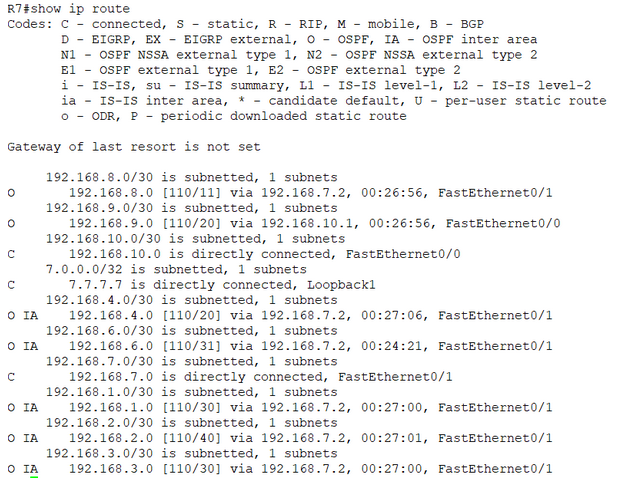 R7#show ip route
Codes: C - connected, S - static, R - RIP, M - mobile, B - BGP
D - EIGRP, EX - EIGRP external, O - OSPF, IA - OSPF inter area
N1 - OSPF NSSA external type 1, N2 - OSPF NSSA external type 2
E1 - OSPF external type 1, E2 - OSPF external type 2
i - IS-IS, su - IS-IS summary, L1 - IS-IS level-1, L2 - IS-IS level-2
ia - IS-IS inter area, * - candidate default, U - per-user static route
o - ODR, P - periodic downloaded static route
Gateway of last resort is not set
192.168.8.0/30 is subnetted, 1 subnets
O 192.168.8.0 [110/11] via 192.168.7.2, 00:26:56, FastEthernet0/1
192.168.9.0/30 is subnetted, 1 subnets
O 192.168.9.0 [110/20] via 192.168.10.1, 00:26:56, FastEthernet0/0
192.168.10.0/30 is subnetted, 1 subnets
C 192.168.10.0 is directly connected, FastEthernet0/0
7.0.0.0/32 is subnetted, 1 subnets
C 7.7.7.7 is directly connected, Loopback1
192.168.4.0/30 is subnetted, 1 subnets
O IA 192.168.4.0 [110/20] via 192.168.7.2, 00:27:06, FastEthernet0/1
192.168.6.0/30 is subnetted, 1 subnets
O IA 192.168.6.0 [110/31] via 192.168.7.2, 00:24:21, FastEthernet0/1
192.168.7.0/30 is subnetted, 1 subnets
C 192.168.7.0 is directly connected, FastEthernet0/1
192.168.1.0/30 is subnetted, 1 subnets
O IA 192.168.1.0 [110/30] via 192.168.7.2, 00:27:00, FastEthernet0/1
192.168.2.0/30 is subnetted, 1 subnets
O IA 192.168.2.0 [110/40] via 192.168.7.2, 00:27:01, FastEthernet0/1
192.168.3.0/30 is subnetted, 1 subnets
O IA 192.168.3.0 [110/30] via 192.168.7.2, 00:27:00, FastEthernet0/1